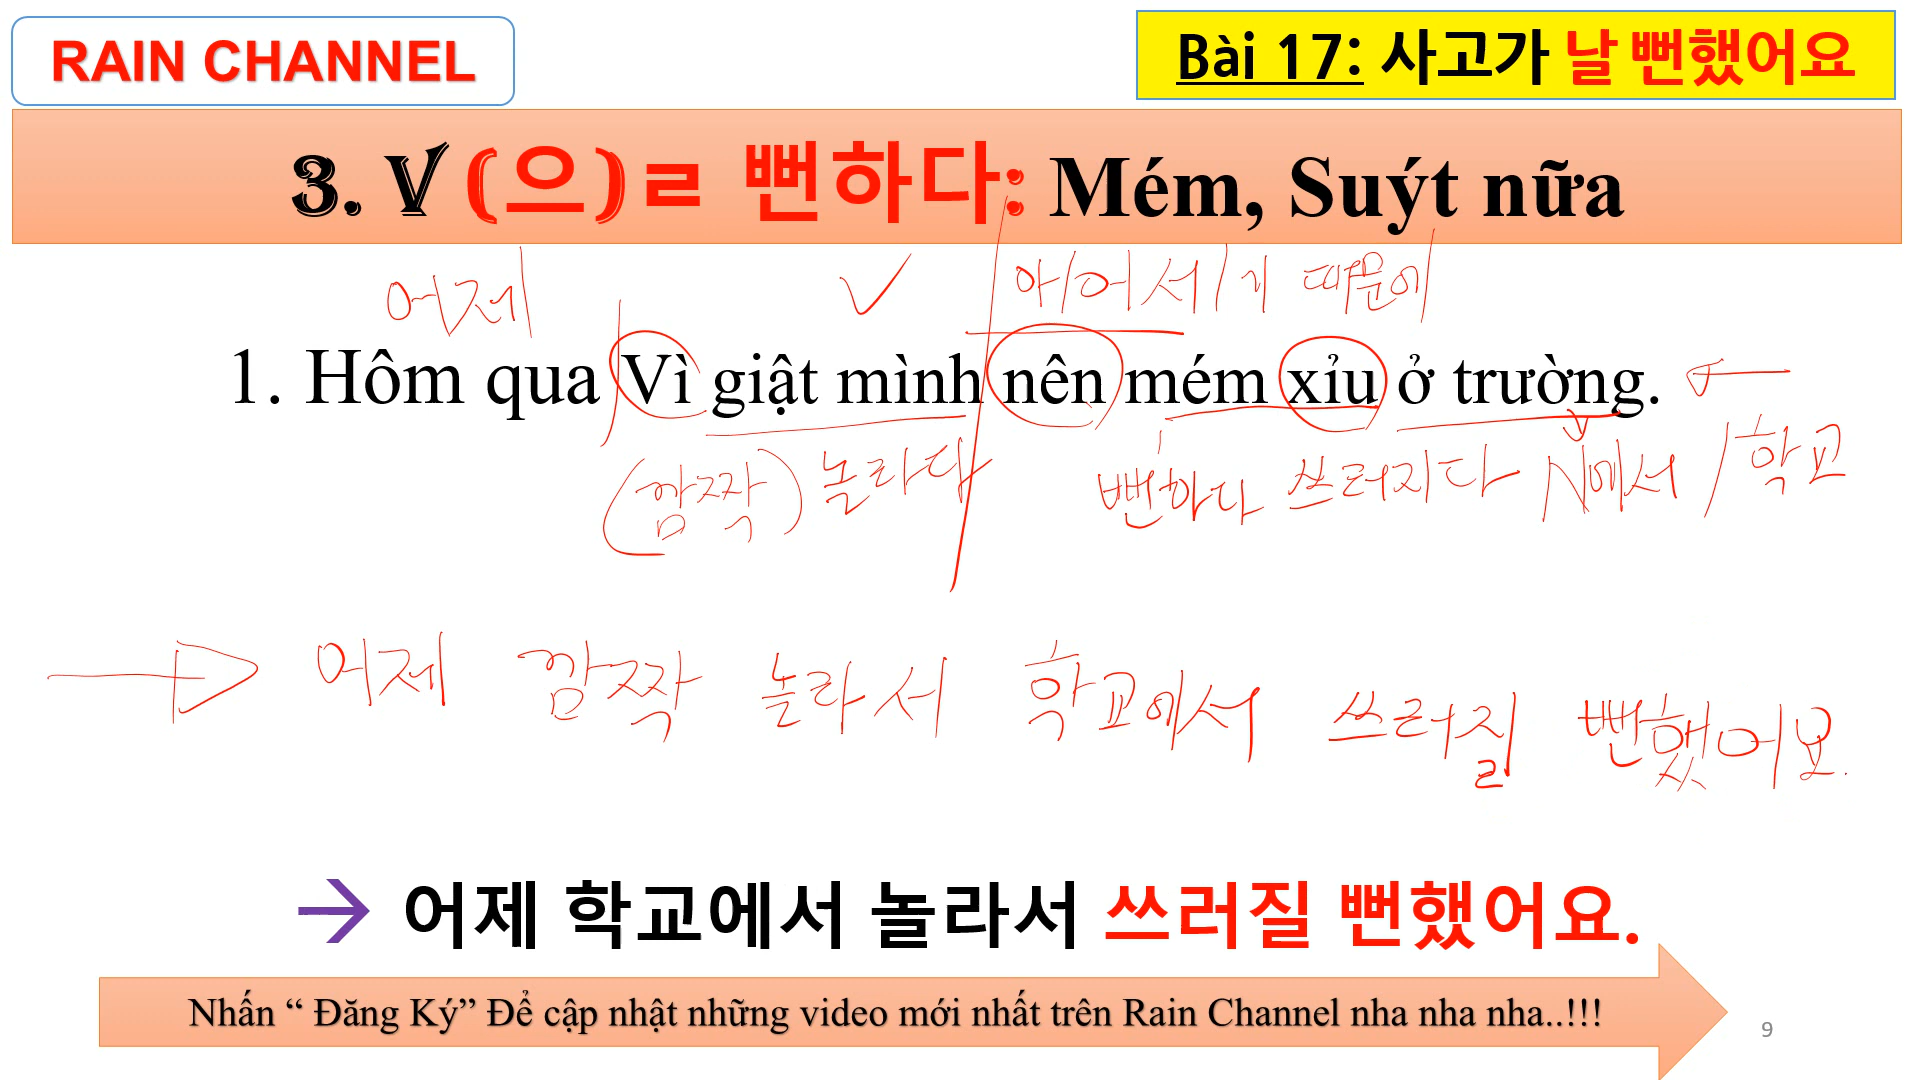 RAIN CHANNEL
Bài 17: 사고가 날 뻔했어요
3. V (으)ㄹ 뻔하다: Mém, Suýt nữa
어제 아/어서/기 때문에
1. Hôm qua Vì giật mình nên mém xỉu ở trường.
(깜짝) 놀라다 뻔하다 쓰러지다 N에서 / 학교
어제 깜짝 놀라서 학교에서 쓰러질 뻔했어요.
→ 어제 학교에서 놀라서 쓰러질 뻔했어요.
Nhấn “ Đăng Ký” Để cập nhật những video mới nhất trên Rain Channel nha nha nha..!!!
9